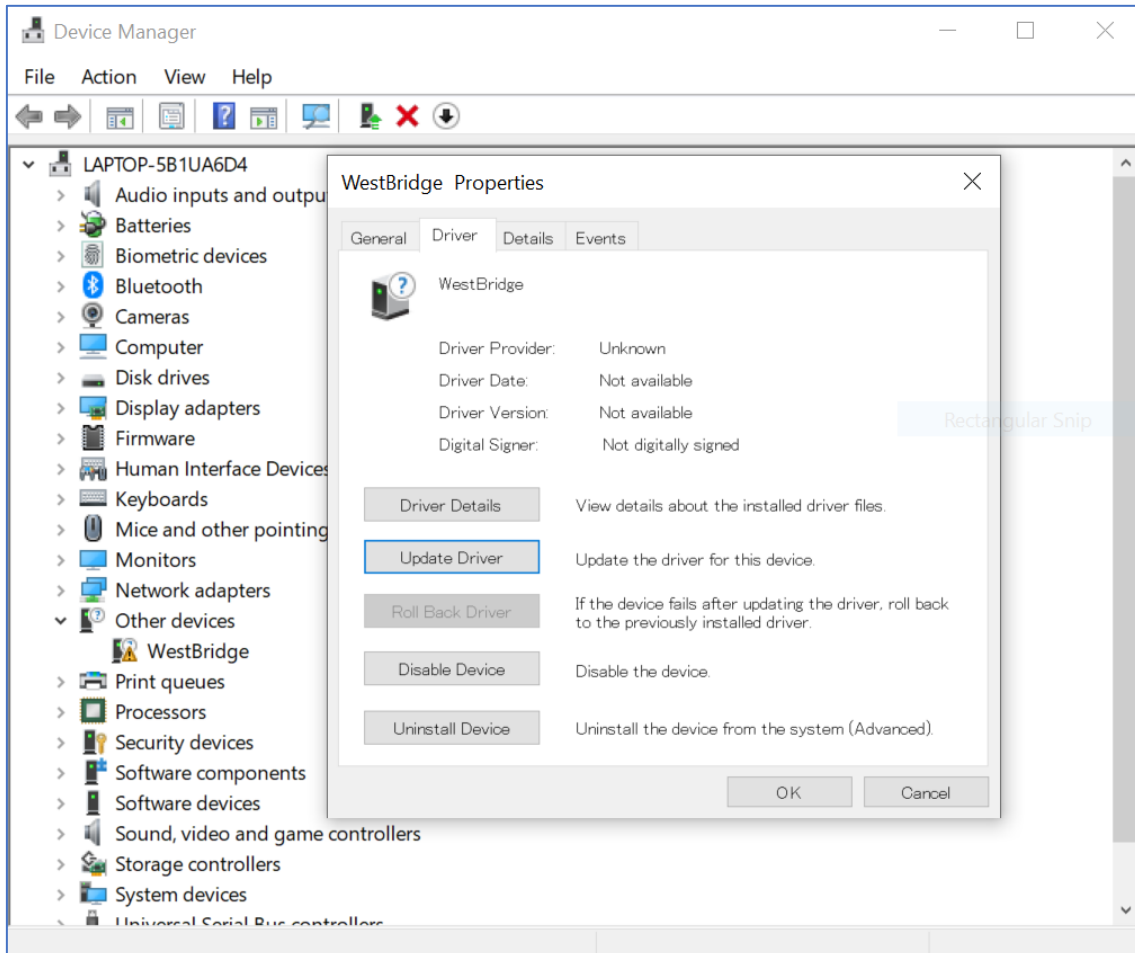 Device Manager
File Action View Help
LAPTOP-5B1UA6D4
Audio inputs and outpu
Batteries
Biometric devices
Bluetooth
Cameras
Computer
Disk drives
Display adapters
Firmware
Human Interface Devices
Keyboards
Mice and other pointing
Monitors
Network adapters
Other devices
WestBridge
Print queues
Processors
Security devices
Software components
Software devices
Sound, video and game controllers
Storage controllers
System devices
Universal Serial Bus controllers
WestBridge Properties
General Driver Details Events
WestBridge
Driver Provider: Unknown
Driver Date: Not available
Driver Version: Not available
Digital Signer: Not digitally signed
Driver Details View details about the installed driver files.
Update Driver Update the driver for this device.
Roll Back Driver If the device fails after updating the driver, roll back
to the previously installed driver.
Disable Device Disable the device.
Uninstall Device Uninstall the device from the system (Advanced).
OK Cancel
Rectangular Snip